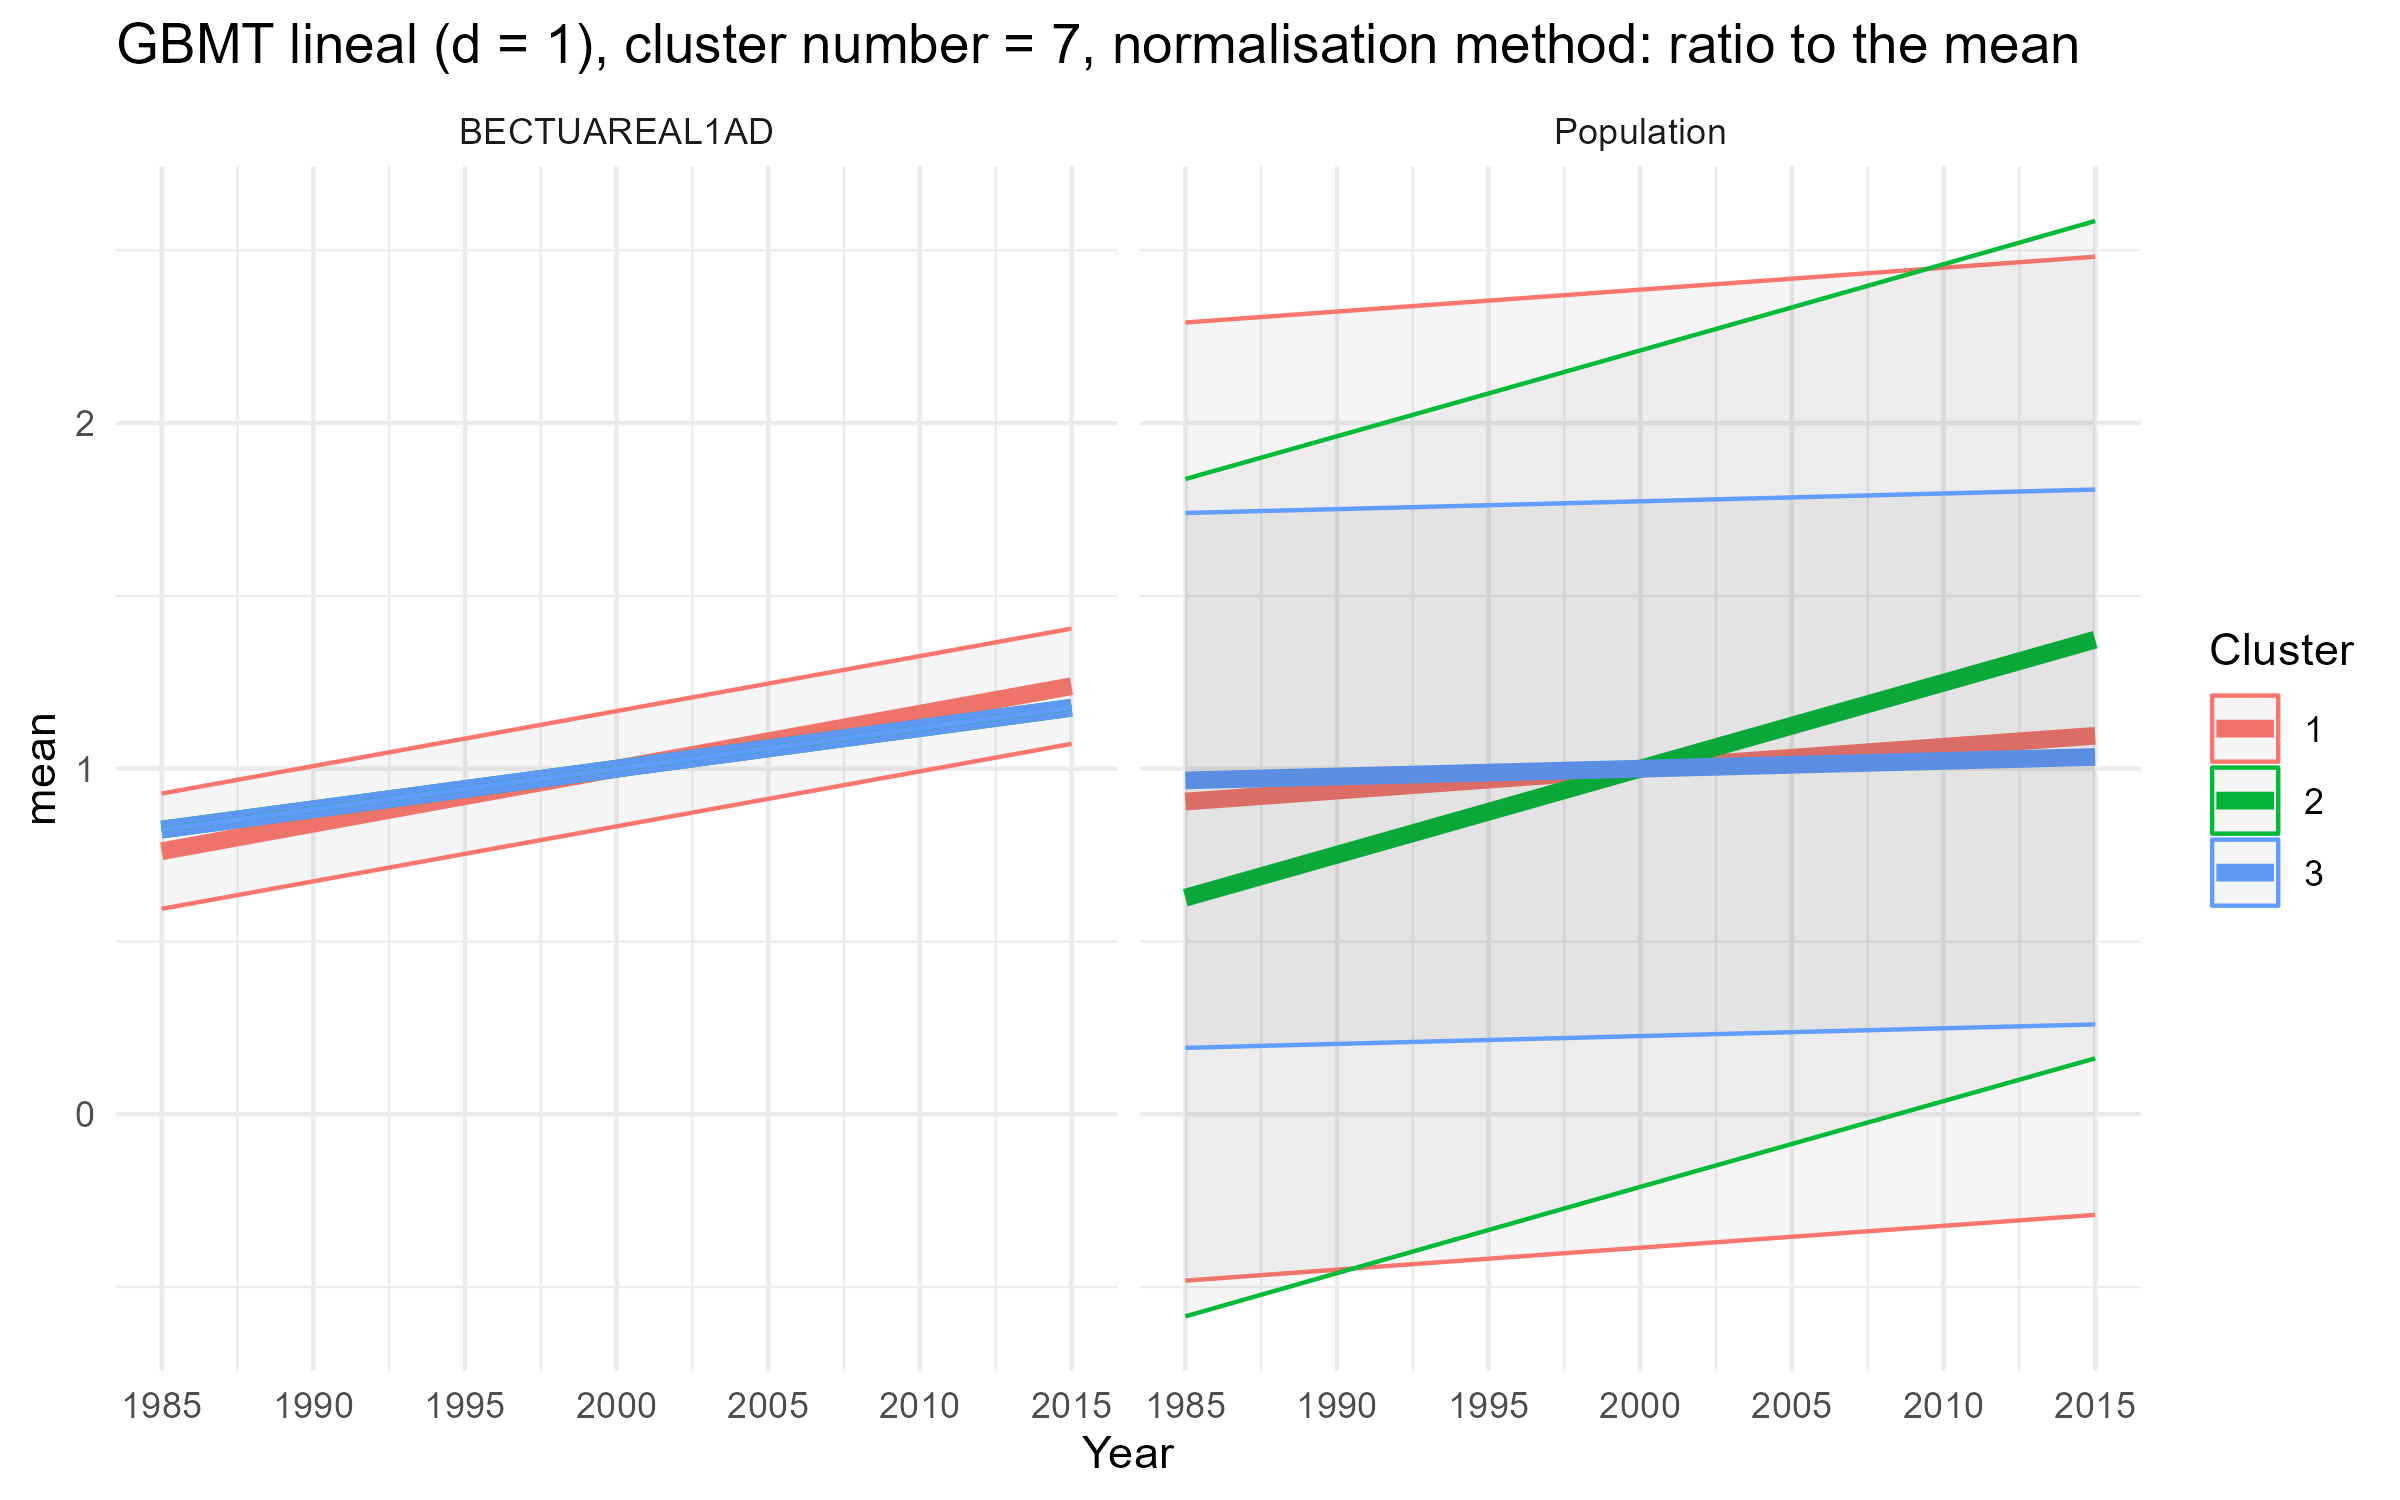 GBMT lineal (d = 1), cluster number = 7, normalisation method: ratio to the mean
BECTUAREAL1AD
Population
mean
2
1
0
1985 1990 1995 2000 2005 2010 2015
1985 1990 1995 2000 2005 2010 2015
Year
Cluster
1
2
3